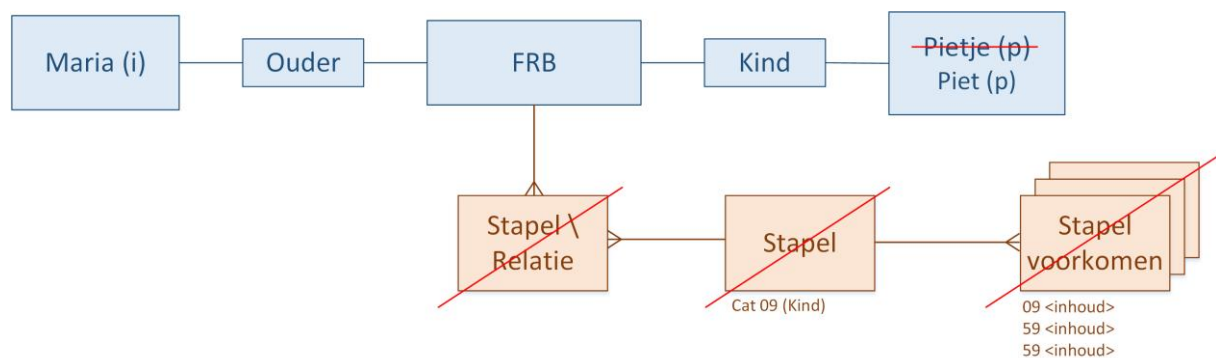 Maria (i)
Ouder
FRB
Kind
Pietje (p)
Piet (p)
Stapel \
Relatie
Stapel
Cat 09 (Kind)
Stapel
voorkomen
09 <inhoud>
59 <inhoud>
59 <inhoud>